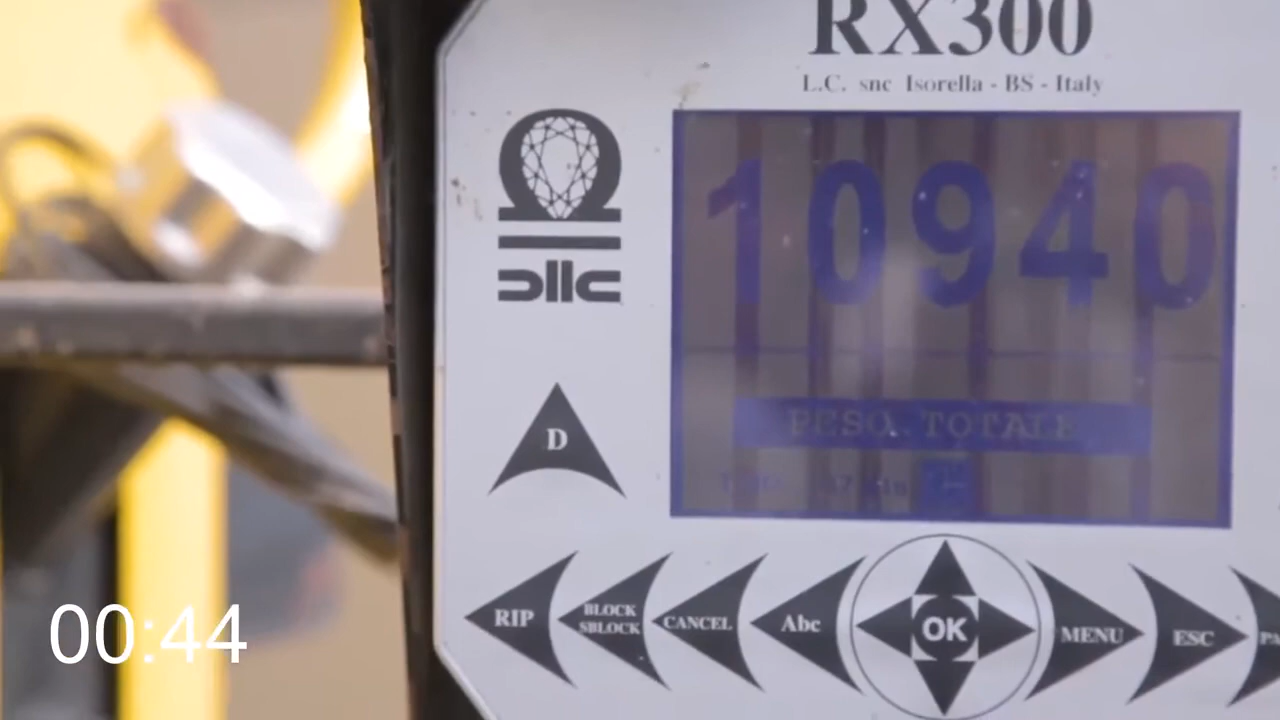 RX300
L.C. snc Isorella - BS - Italy
10940
PESO TOTALE
D
RIP
BLOCK
SBLOCK
CANCEL
Abc
OK
MENU
ESC
00:44